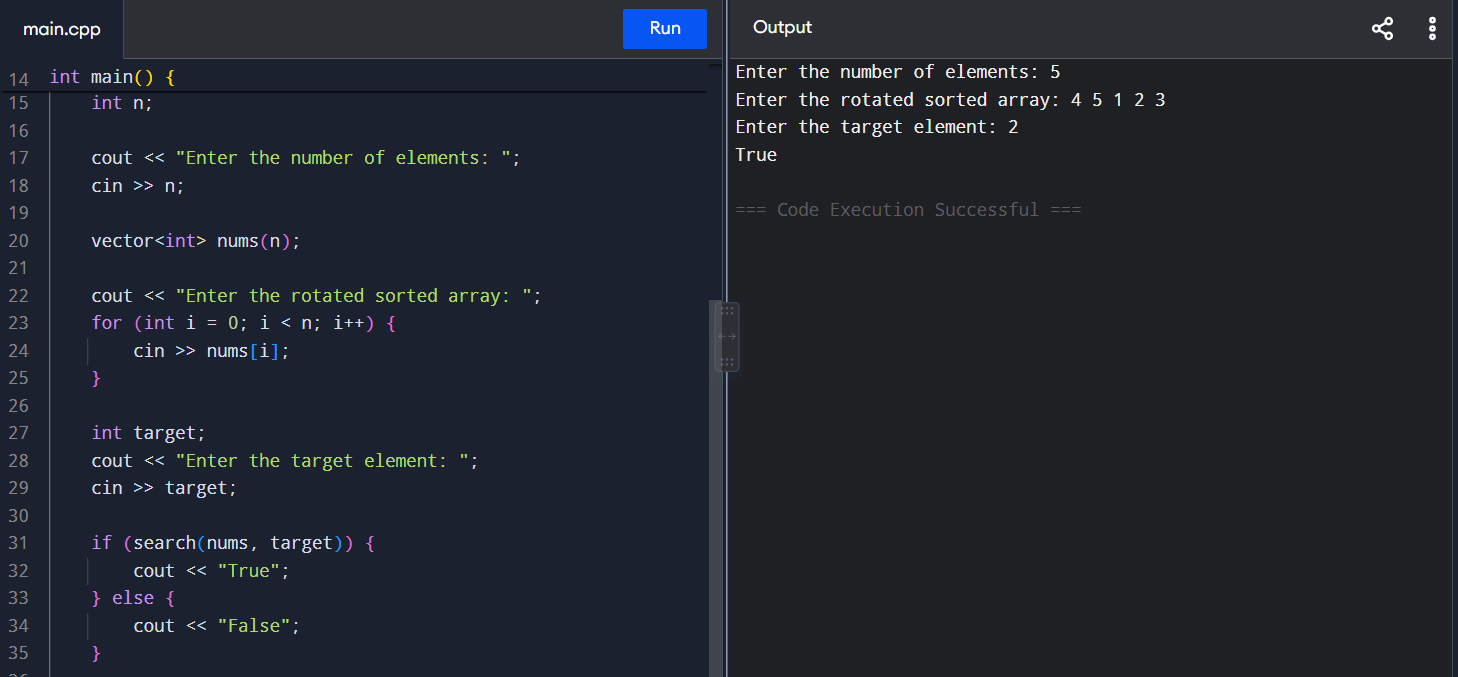 main.cpp
Run
14 int main() {
15 int n;
16
17 cout << "Enter the number of elements: ";
18 cin >> n;
19
20 vector<int> nums(n);
21
22 cout << "Enter the rotated sorted array: ";
23 for (int i = 0; i < n; i++) {
24 cin >> nums[i];
25 }
26
27 int target;
28 cout << "Enter the target element: ";
29 cin >> target;
30
31 if (search(nums, target)) {
32 cout << "True";
33 } else {
34 cout << "False";
35 }
Output
Enter the number of elements: 5
Enter the rotated sorted array: 4 5 1 2 3
Enter the target element: 2
True
=== Code Execution Successful ===